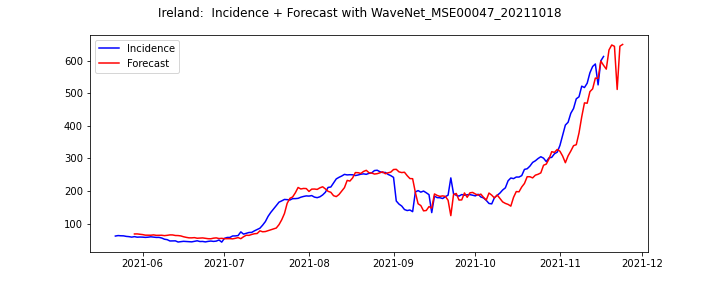 Ireland:  Incidence + Forecast with WaveNet_MSE00047_20211018
Incidence
Forecast
600
500
400
300
200
100
2021-06 2021-07 2021-08 2021-09 2021-10 2021-11 2021-12